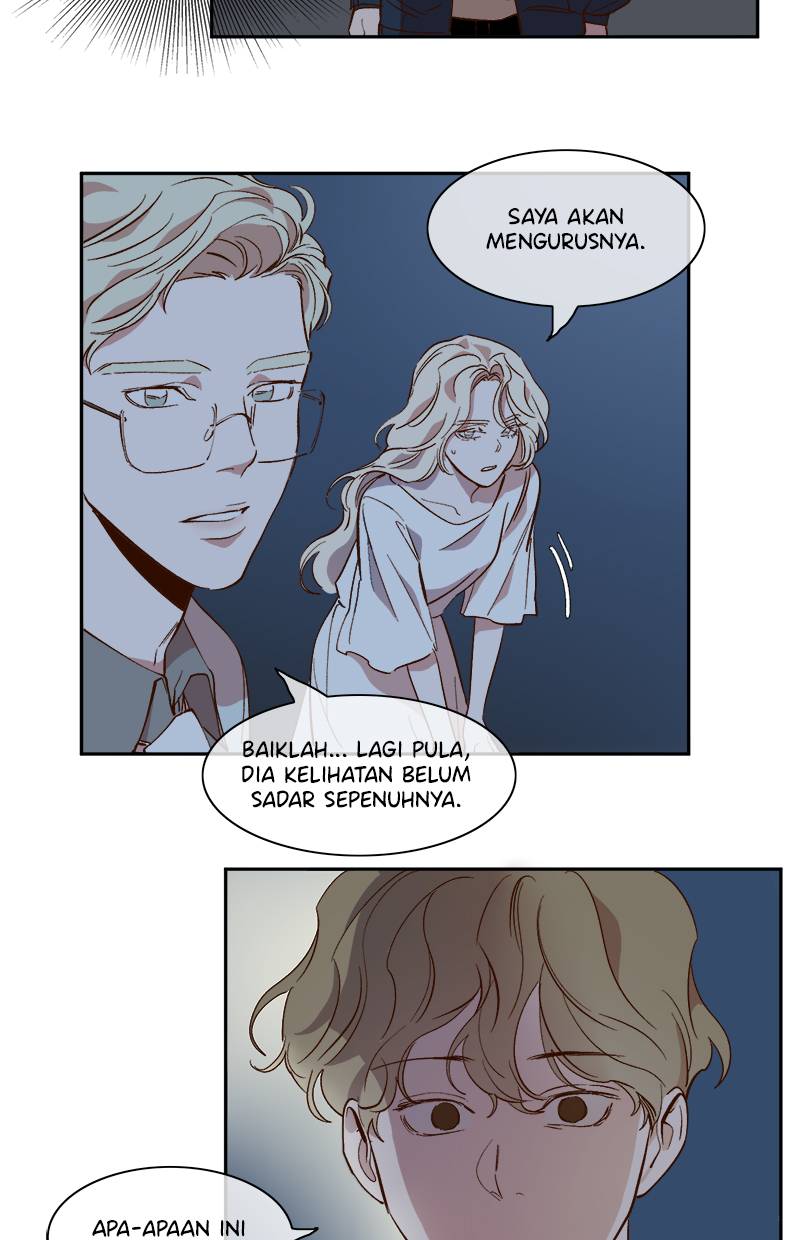 SAYA AKAN
MENGURUSNYA.
BAIKLAH... LAGI PULA,
DIA KELIHATAN BELUM
SADAR SEPENUHNYA.
APA-APAAN INI